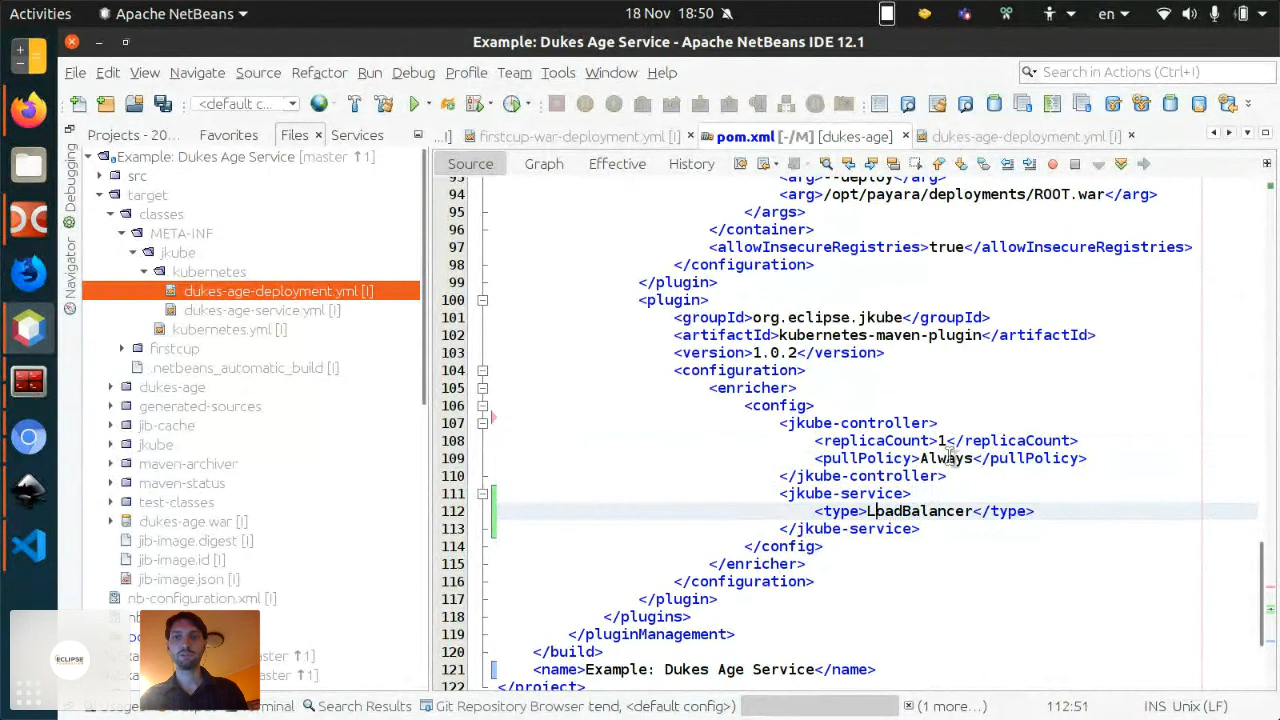 Activities
Apache NetBeans
18 Nov 18:50
en
Example: Dukes Age Service - Apache NetBeans IDE 12.1
File Edit View Navigate Source Refactor Run Debug Profile Team Tools Window Help
Search in Actions (Ctrl+I)
<default c...
Projects - 20... Favorites Files Services
...I] firstcup-war-deployment.yml [I] pom.xml [-/M] [dukes-age] dukes-age-deployment.yml [I]
Source Graph Effective History
Debugging
Navigator
Example: Dukes Age Service [master ↑1]
src
target
classes
META-INF
jkube
kubernetes
dukes-age-deployment.yml [I]
dukes-age-service.yml [I]
kubernetes.yml [I]
firstcup
.netbeans_automatic_build [I]
dukes-age
generated-sources
jib-cache
jkube
maven-archiver
maven-status
test-classes
dukes-age.war [I]
jib-image.digest [I]
jib-image.id [I]
jib-image.json [I]
nb-configuration.xml [I]
93 <arg>--deploy</arg>
94 <arg>/opt/payara/deployments/ROOT.war</arg>
95 </args>
96 </container>
97 <allowInsecureRegistries>true</allowInsecureRegistries>
98 </configuration>
99 </plugin>
100 <plugin>
101 <groupId>org.eclipse.jkube</groupId>
102 <artifactId>kubernetes-maven-plugin</artifactId>
103 <version>1.0.2</version>
104 <configuration>
105 <enricher>
106 <config>
107 <jkube-controller>
108 <replicaCount>1</replicaCount>
109 <pullPolicy>Always</pullPolicy>
110 </jkube-controller>
111 <jkube-service>
112 <type>LoadBalancer</type>
113 </jkube-service>
114 </config>
115 </enricher>
116 </configuration>
117 </plugin>
118 </plugins>
119 </pluginManagement>
120 </build>
121 <name>Example: Dukes Age Service</name>
122 </project>
ECLIPSE
Search Results
Git Repository Browser
tend, <default config>)
(1 more...)
112:51
INS Unix (LF)